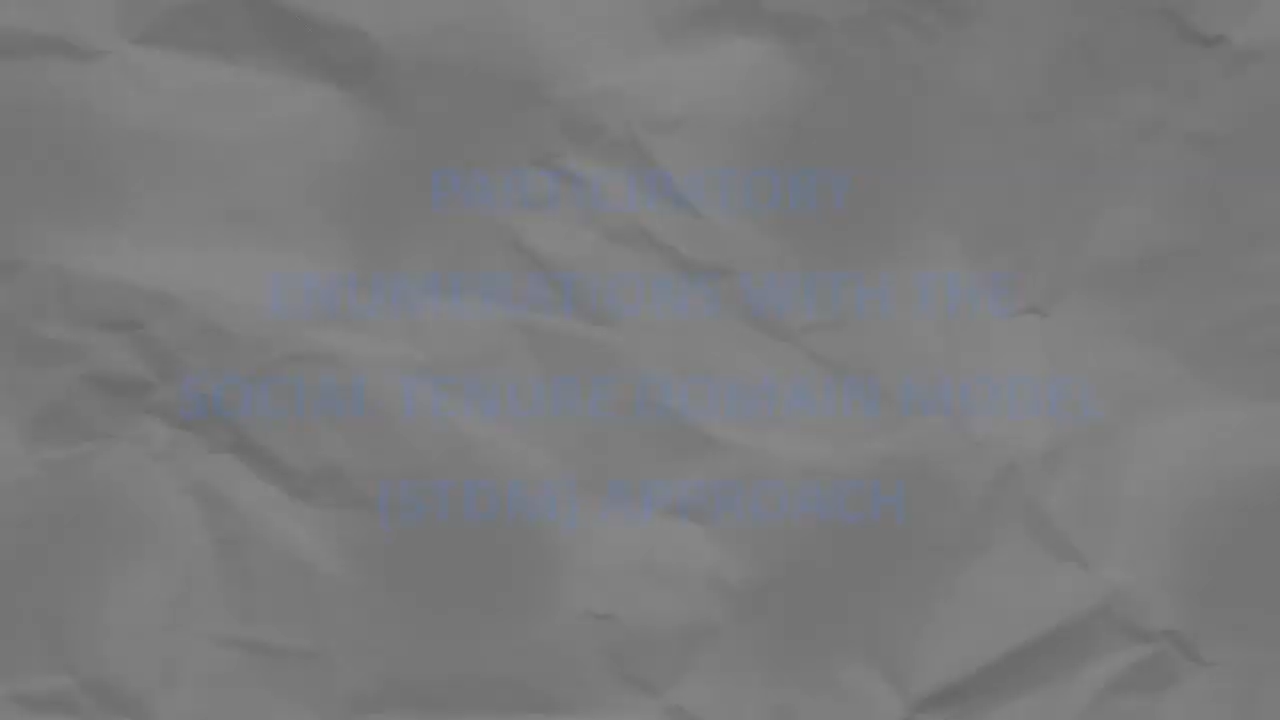 PARTICIPATORY
ENUMERATIONS WITH THE
SOCIAL TENURE DOMAIN MODEL
(STDM) APPROACH